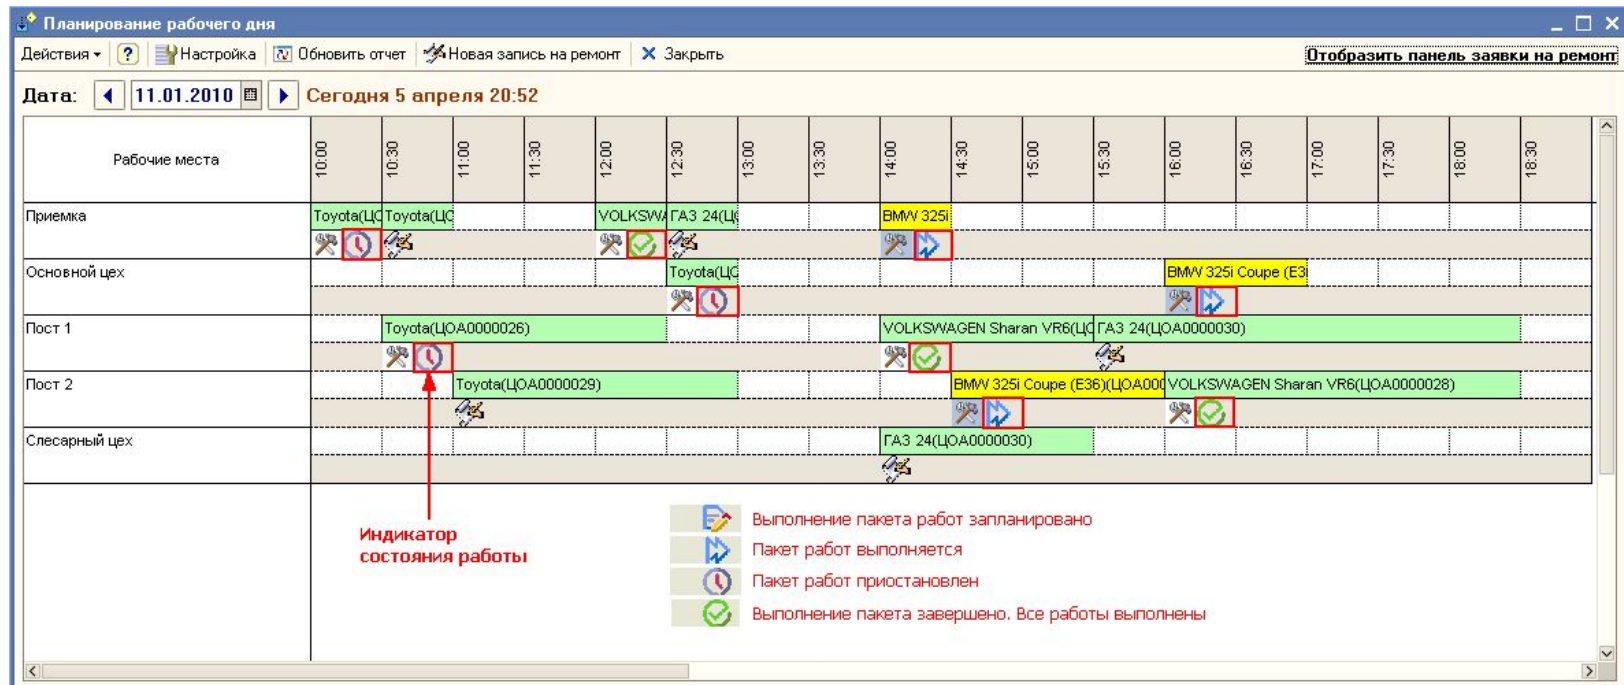 Планирование рабочего дня
Действия ? Настройка Обновить отчет Новая запись на ремонт Закрыть Отобразить панель заявки на ремонт
Дата: 11.01.2010 Сегодня 5 апреля 20:52
Рабочие места 10:00 10:30 11:00 11:30 12:00 12:30 13:00 13:30 14:00 14:30 15:00 15:30 16:00 16:30 17:00 17:30 18:00 18:30
Приемка Toyota(ЦО Toyota(ЦО VOLKSWA ГАЗ 24(ЦО BMW 325i
Основной цех Toyota(ЦО BMW 325i Coupe (E3
Пост 1 Toyota(ЦОА0000026) VOLKSWAGEN Sharan VR6(ЦО ГАЗ 24(ЦОА0000030)
Пост 2 Toyota(ЦОА0000029) BMW 325i Coupe (E36)(ЦОА000 VOLKSWAGEN Sharan VR6(ЦОА0000028)
Слесарный цех ГАЗ 24(ЦОА0000030)
Индикатор
состояния работы
Выполнение пакета работ запланировано
Пакет работ выполняется
Пакет работ приостановлен
Выполнение пакета завершено. Все работы выполнены